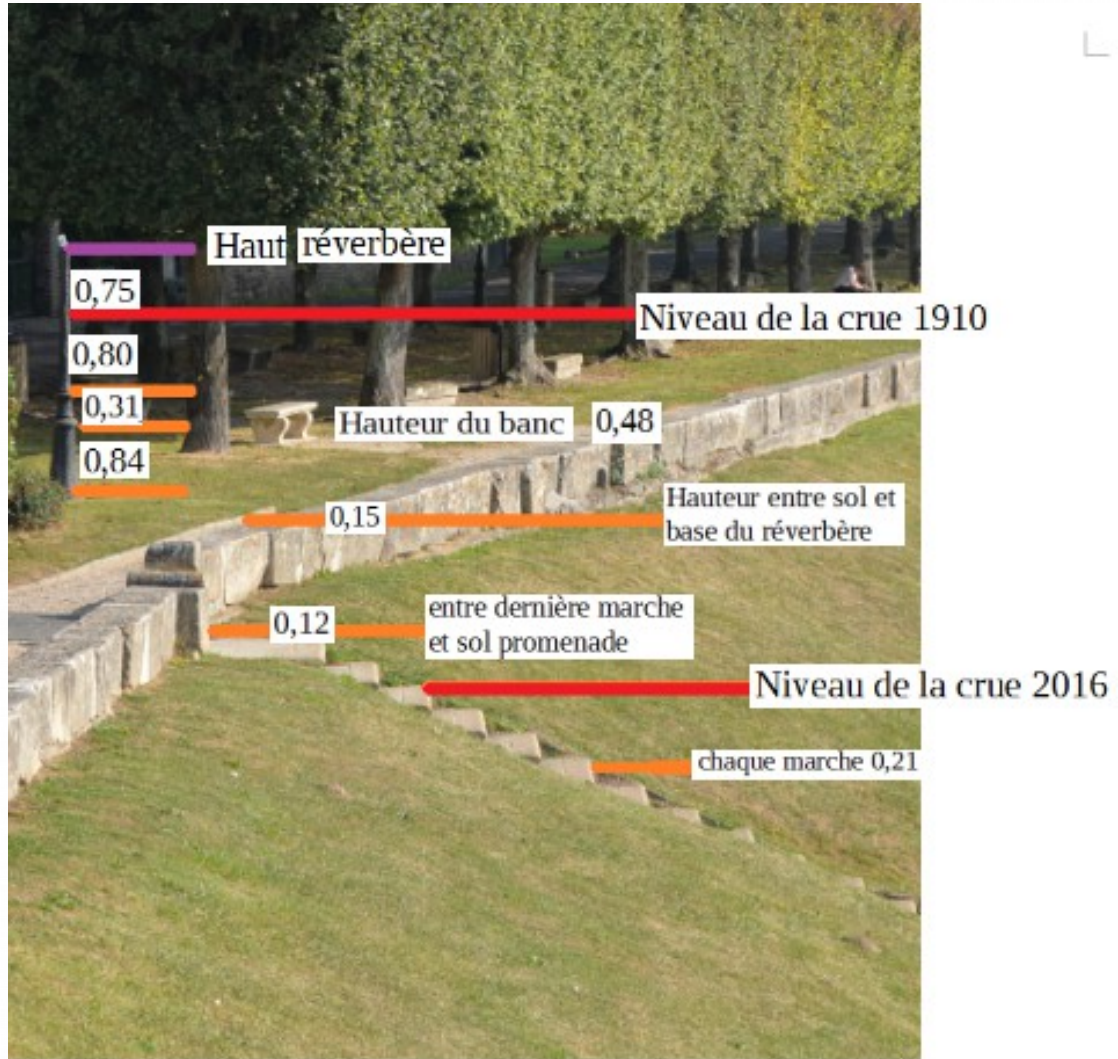 Haut réverbère
0,75
Niveau de la crue 1910
0,80
0,31
Hauteur du banc 0,48
0,84
Hauteur entre sol et
base du réverbère
0,15
entre dernière marche
et sol promenade
0,12
Niveau de la crue 2016
chaque marche 0,21